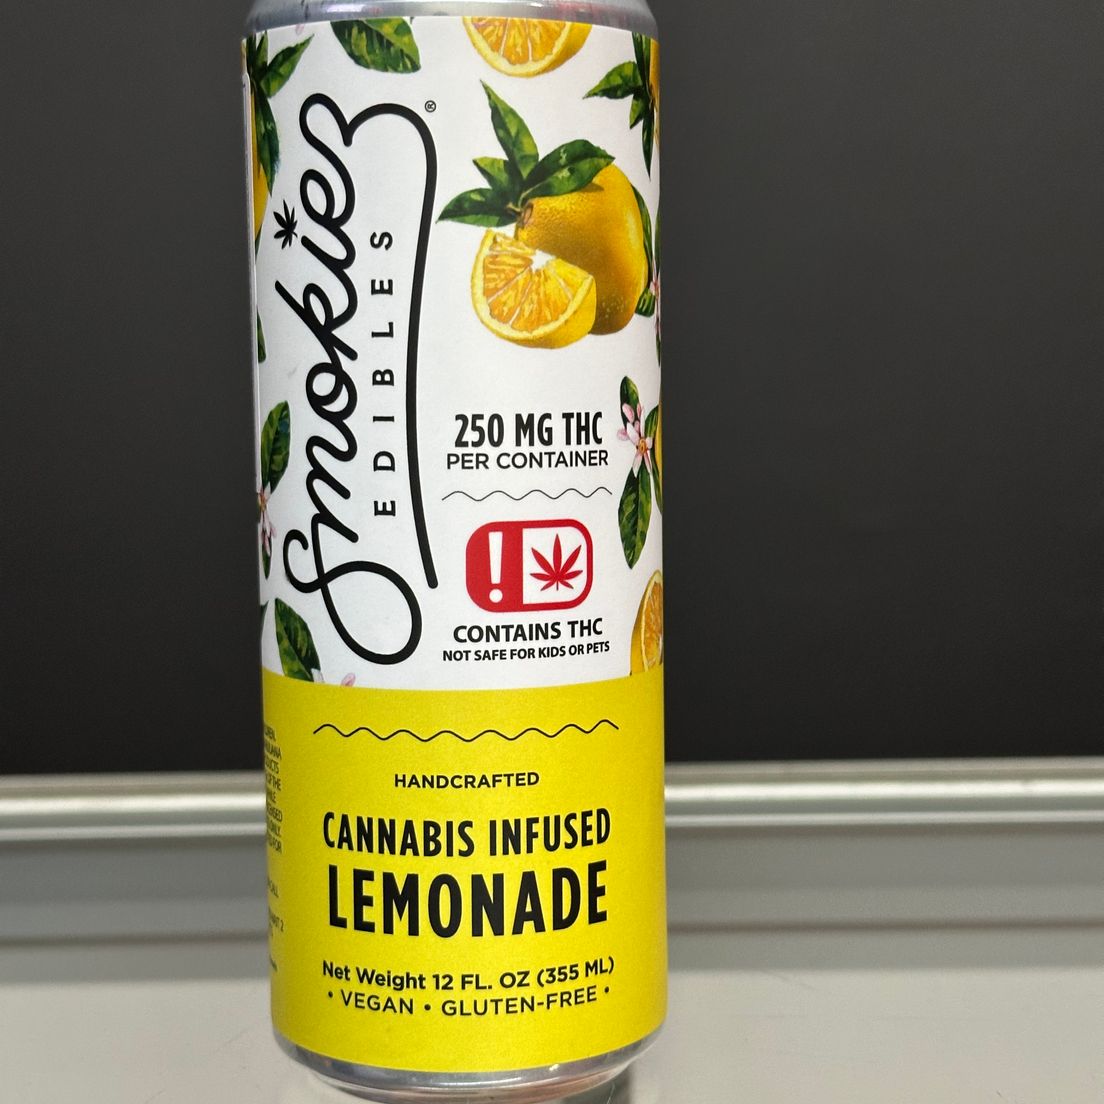 Smokiez®
EDIBLES
250 MG THC
PER CONTAINER
!
CONTAINS THC
NOT SAFE FOR KIDS OR PETS
HANDCRAFTED
CANNABIS INFUSED
LEMONADE
Net Weight 12 FL. OZ (355 ML)
• VEGAN • GLUTEN-FREE •